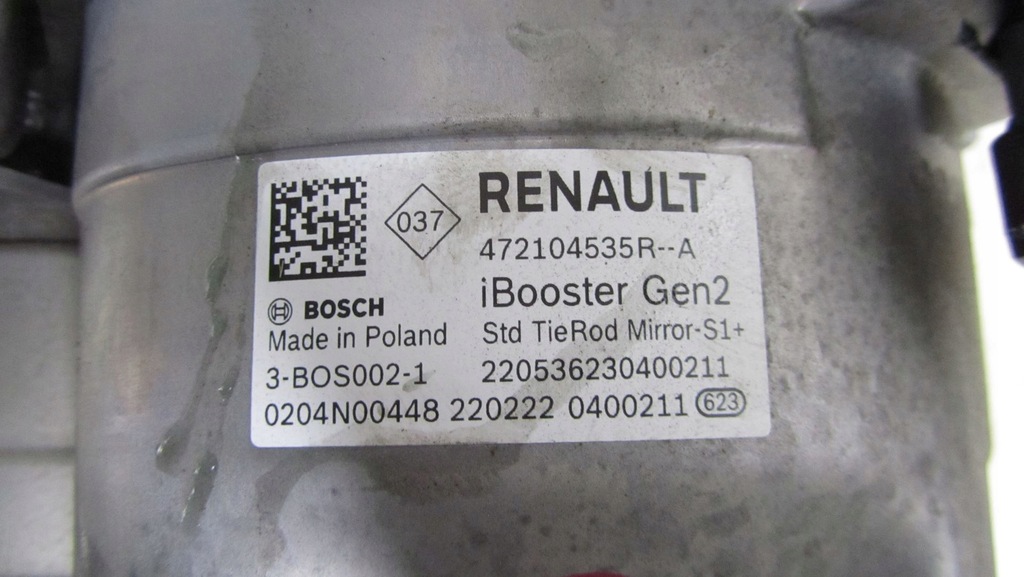 037
RENAULT
472104535R--A
iBooster Gen2
BOSCH
Made in Poland
Std TieRod Mirror-S1+
3-BOS002-1
220536230400211
0204N00448 220222 0400211 623